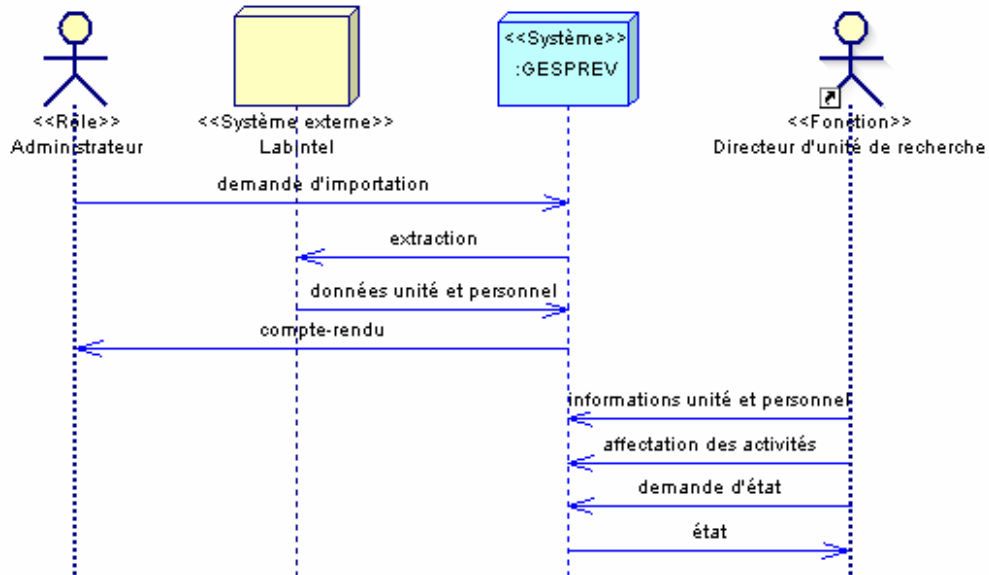 <<Système>>
:GESPREV
<<Rôle>>
Administrateur
<<Système externe>>
LabIntel
<<Fonction>>
Directeur d'unité de recherche
demande d'importation
extraction
données unité et personnel
compte-rendu
informations unité et personnel
affectation des activités
demande d'état
état